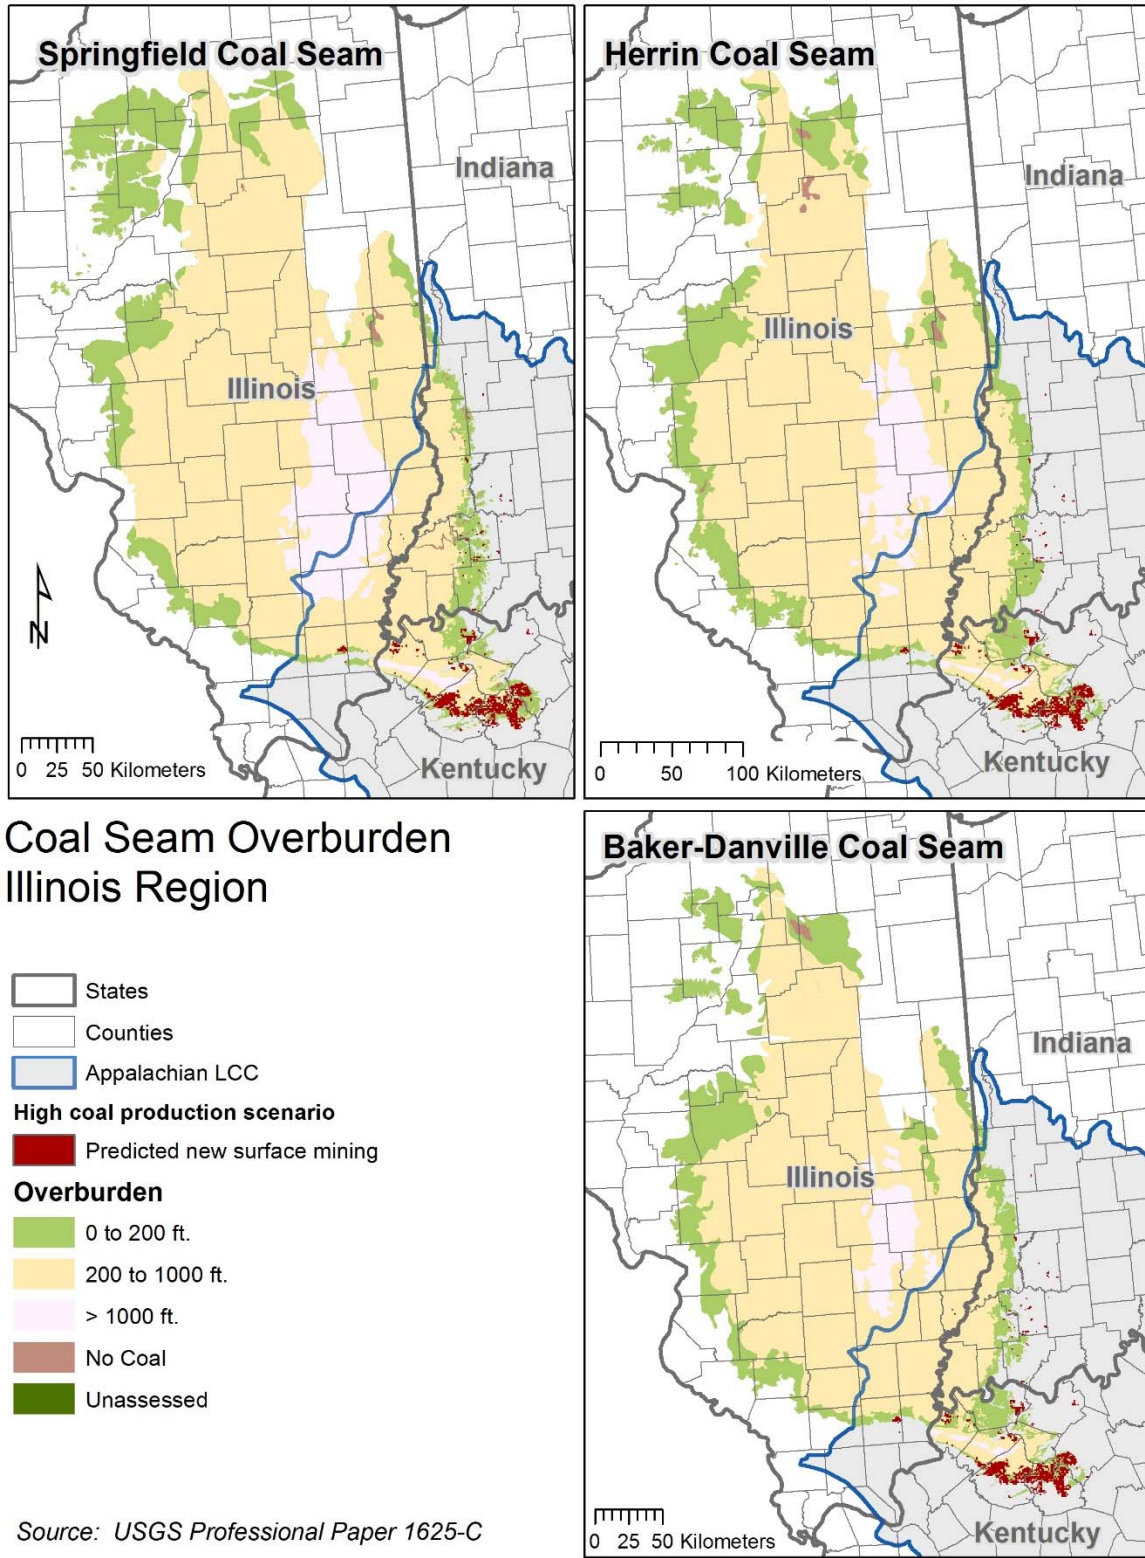 Springfield Coal Seam
Indiana
Illinois
N
0 25 50 Kilometers
Kentucky
Herrin Coal Seam
Indiana
Illinois
0 50 100 Kilometers
Kentucky
Coal Seam Overburden
Illinois Region
States
Counties
Appalachian LCC
High coal production scenario
Predicted new surface mining
Overburden
0 to 200 ft.
200 to 1000 ft.
> 1000 ft.
No Coal
Unassessed
Source: USGS Professional Paper 1625-C
Baker-Danville Coal Seam
Indiana
Illinois
0 25 50 Kilometers
Kentucky